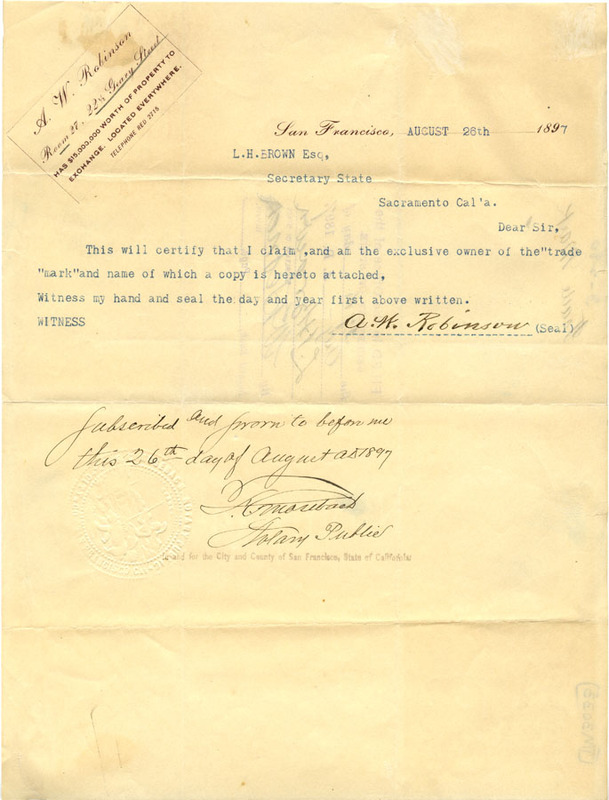 A. W. Robinson
Room 27, 22½ Geary Street
HAS $15,000,000 WORTH OF PROPERTY TO
EXCHANGE. LOCATED EVERYWHERE.
TELEPHONE RED 2715
San Francisco, AUGUST 26th 1897
L.H.BROWN Esq,
Secretary State
Sacramento Cal'a.
Dear Sir,
This will certify that I claim ,and am the exclusive owner of the"trade
"mark"and name of which a copy is hereto attached,
Witness my hand and seal the day and year first above written.
WITNESS A. W. Robinson (Seal)
Subscribed and sworn to before me
this 26th day of August AD 1897
Notary Public
In and for the City and County of San Francisco, State of California